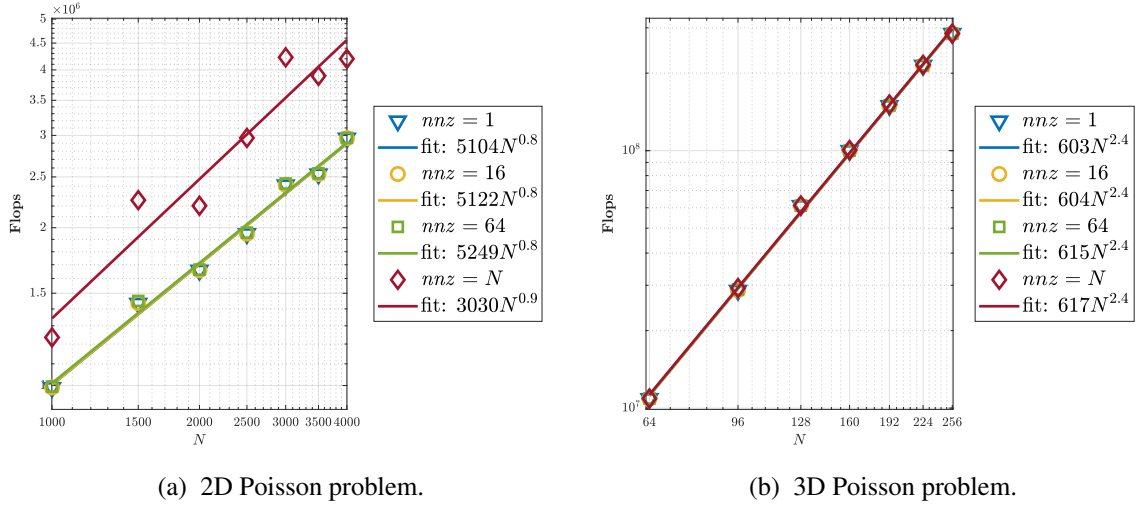 ×10⁶
5
4.5
4
3.5
3
2.5
2
1.5
Flops
1000 1500 2000 2500 3000 3500 4000
N
nnz = 1
fit: 5104N^0.8
nnz = 16
fit: 5122N^0.8
nnz = 64
fit: 5249N^0.8
nnz = N
fit: 3030N^0.9
(a) 2D Poisson problem.
10⁸
10⁷
Flops
64 96 128 160 192 224 256
N
nnz = 1
fit: 603N^2.4
nnz = 16
fit: 604N^2.4
nnz = 64
fit: 615N^2.4
nnz = N
fit: 617N^2.4
(b) 3D Poisson problem.